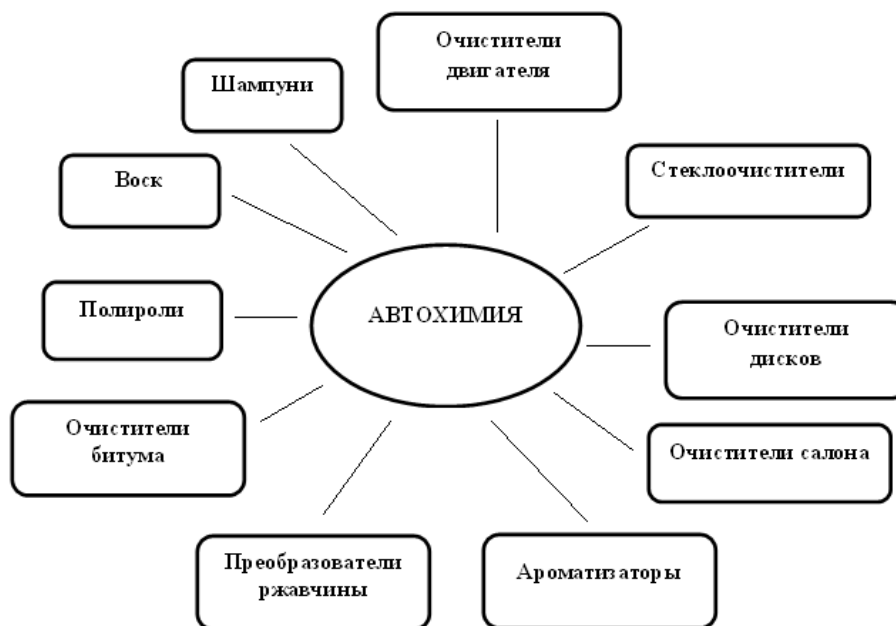 Очистители
двигателя
Шампуни
Воск
Стеклоочистители
Полироли
АВТОХИМИЯ
Очистители
дисков
Очистители
битума
Очистители салона
Преобразователи
ржавчины
Ароматизаторы